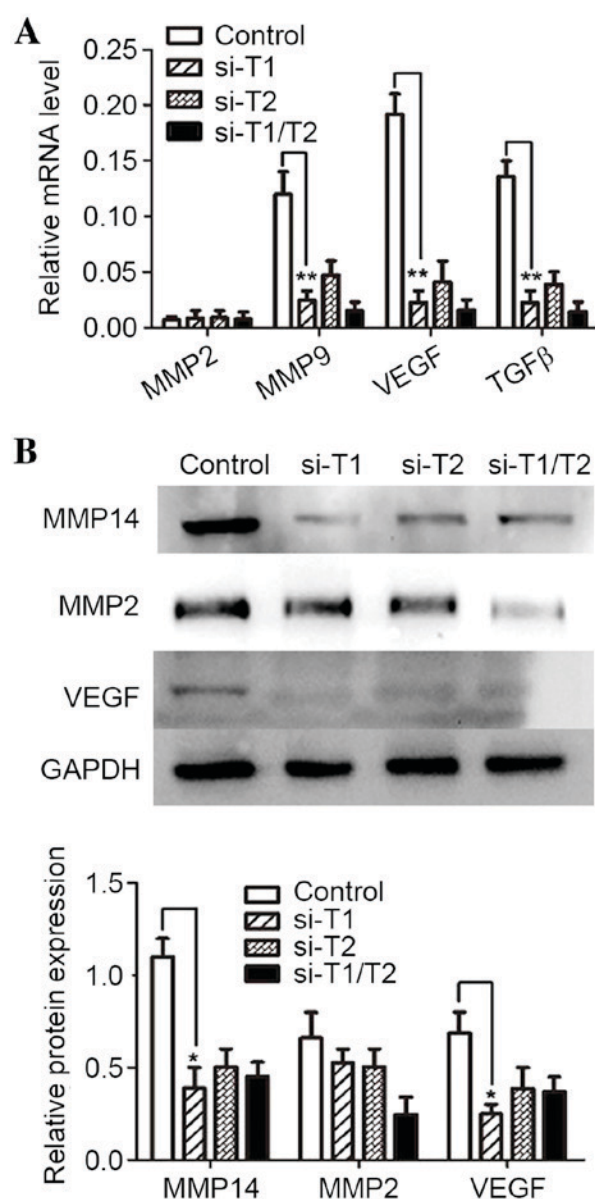 A
Control
si-T1
si-T2
si-T1/T2
Relative mRNA level
0.25
0.20
0.15
0.10
0.05
0.00
** ** **
MMP2 MMP9 VEGF TGFβ
B
Control si-T1 si-T2 si-T1/T2
MMP14
MMP2
VEGF
GAPDH
Relative protein expression
1.5
1.0
0.5
0.0
Control
si-T1
si-T2
si-T1/T2
* *
MMP14 MMP2 VEGF